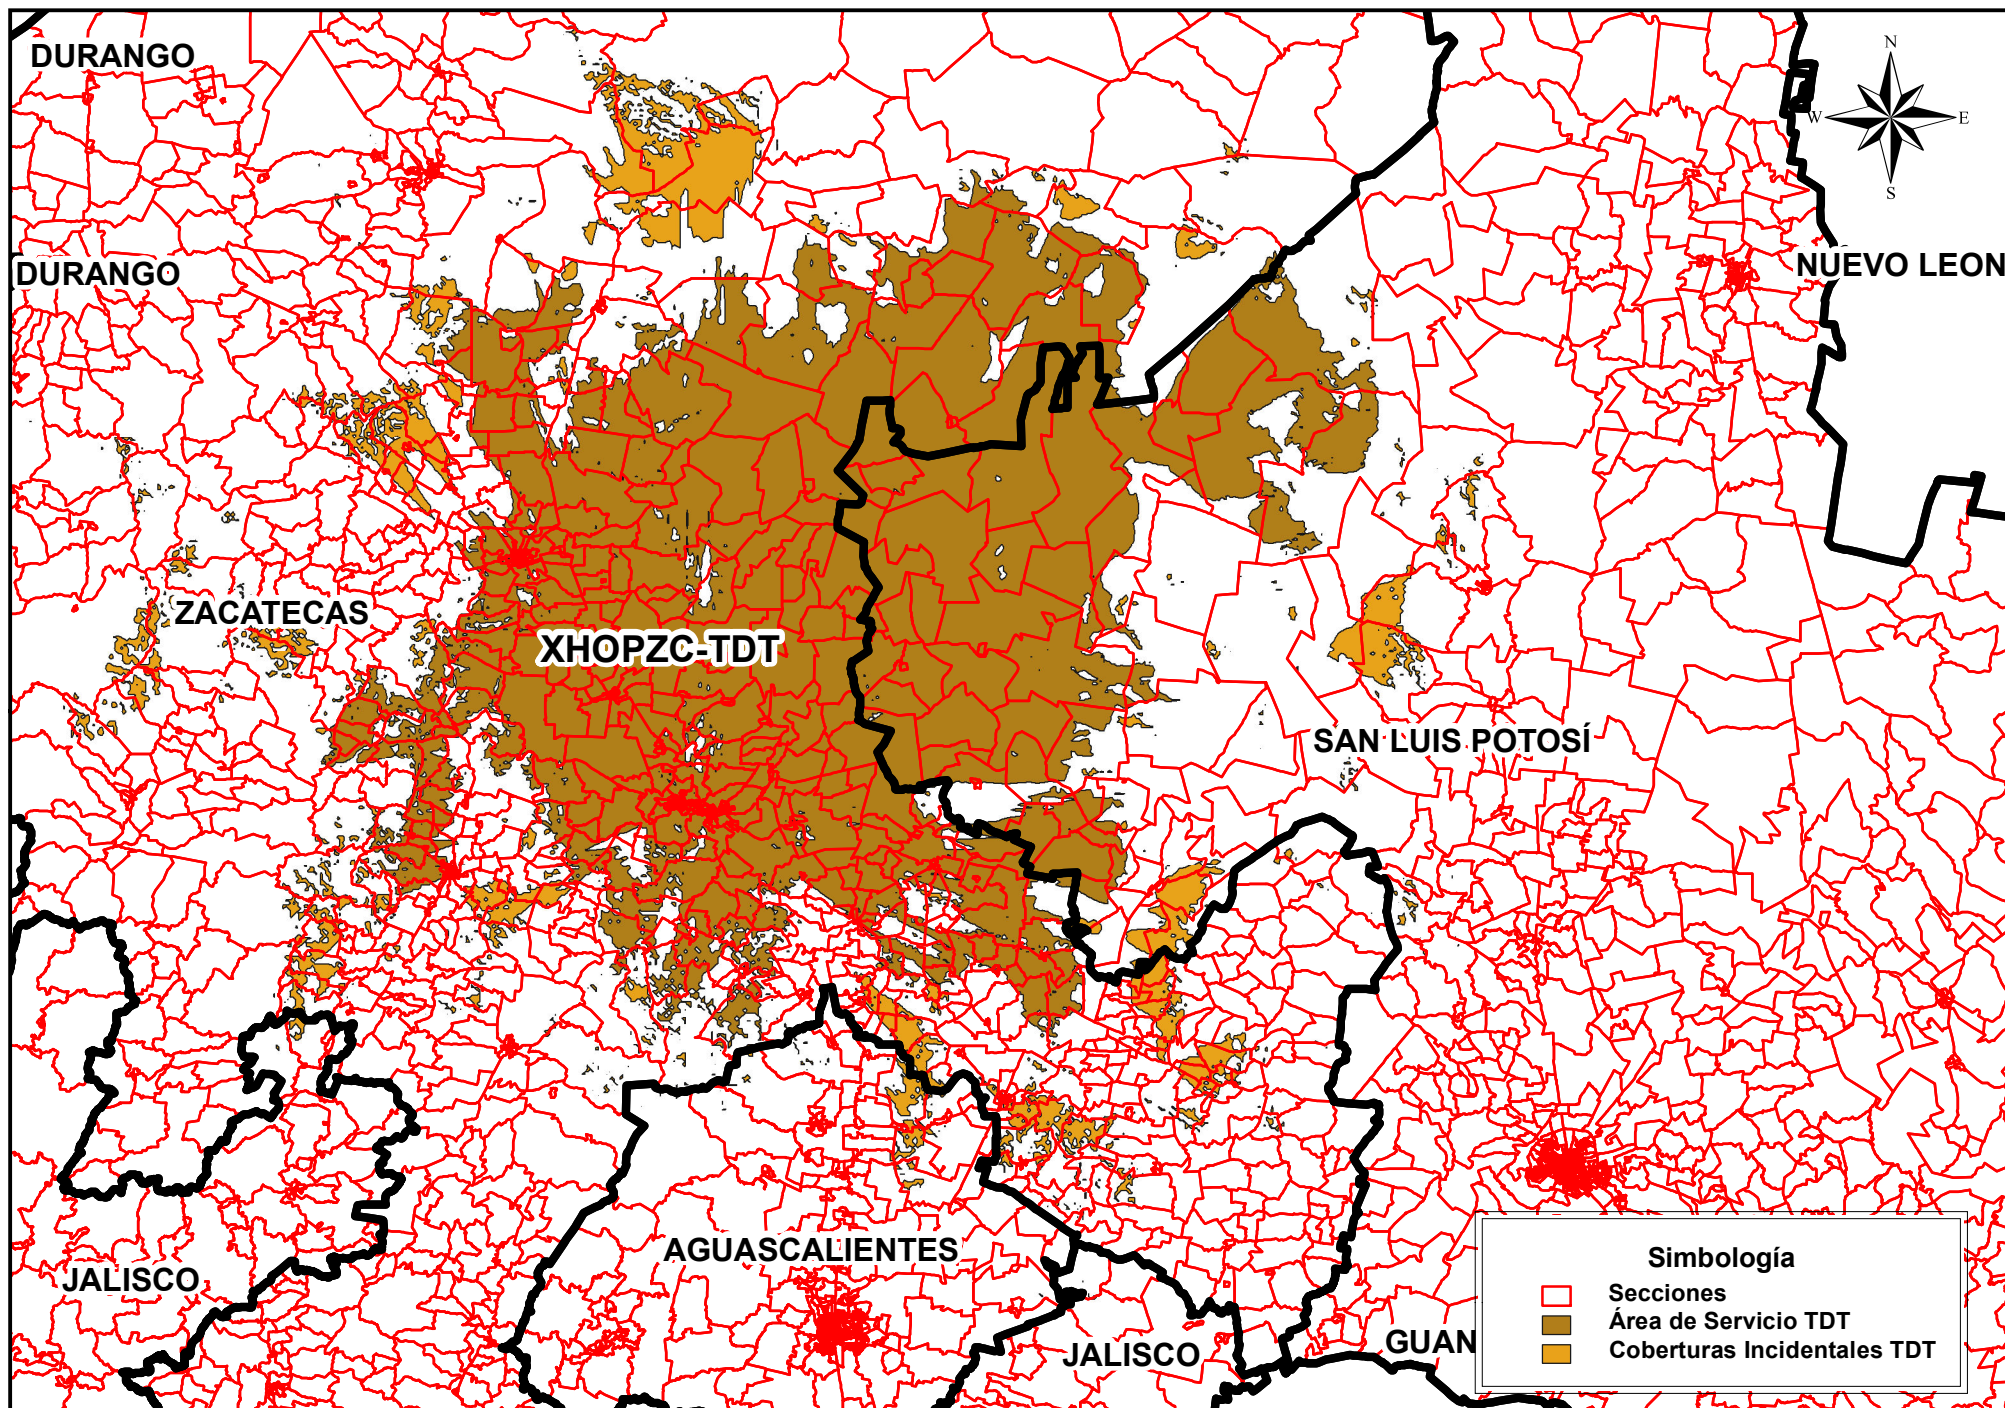 DURANGO
N
W
E
S
DURANGO
NUEVO LEON
ZACATECAS
XHOPZC-TDT
SAN LUIS POTOSÍ
AGUASCALIENTES
JALISCO
JALISCO
GUAN
Simbología
Secciones
Área de Servicio TDT
Coberturas Incidentales TDT